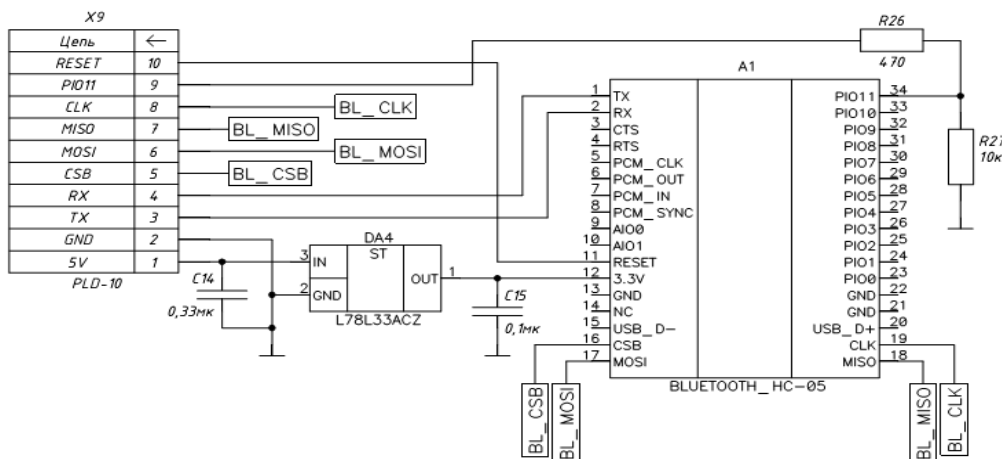 X9
Цепь ←
RESET 10
PIO11 9
CLK 8
MISO 7
MOSI 6
CSB 5
RX 4
TX 3
GND 2
5V 1
PLD-10
BL_CLK
BL_MISO
BL_MOSI
BL_CSB
C14
0,33мк
DA4
ST
3 IN
2 GND
OUT 1
L78L33ACZ
C15
0,1мк
R26
470
R27
10к
A1
1 TX
2 RX
3 CTS
4 RTS
5 PCM_CLK
6 PCM_OUT
7 PCM_IN
8 PCM_SYNC
9 AIO0
10 AIO1
11 RESET
12 3.3V
13 GND
14 NC
15 USB_D-
16 CSB
17 MOSI
PIO11 34
PIO10 33
PIO9 32
PIO8 31
PIO7 30
PIO6 29
PIO5 28
PIO4 27
PIO3 26
PIO2 25
PIO1 24
PIO0 23
GND 22
GND 21
USB_D+ 20
CLK 19
MISO 18
BLUETOOTH_HC-05
BL_CSB
BL_MOSI
BL_MISO
BL_CLK